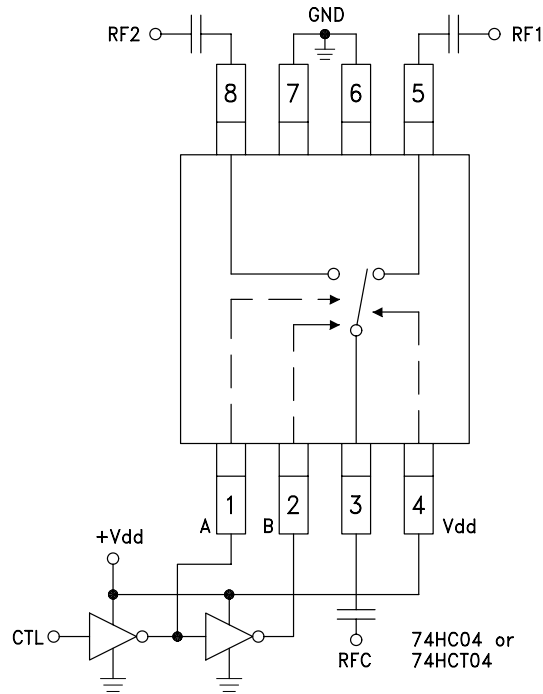 GND
RF2
RF1
8 7 6 5
1 2 3 4
A B Vdd
+Vdd
CTL
RFC
74HC04 or
74HCT04